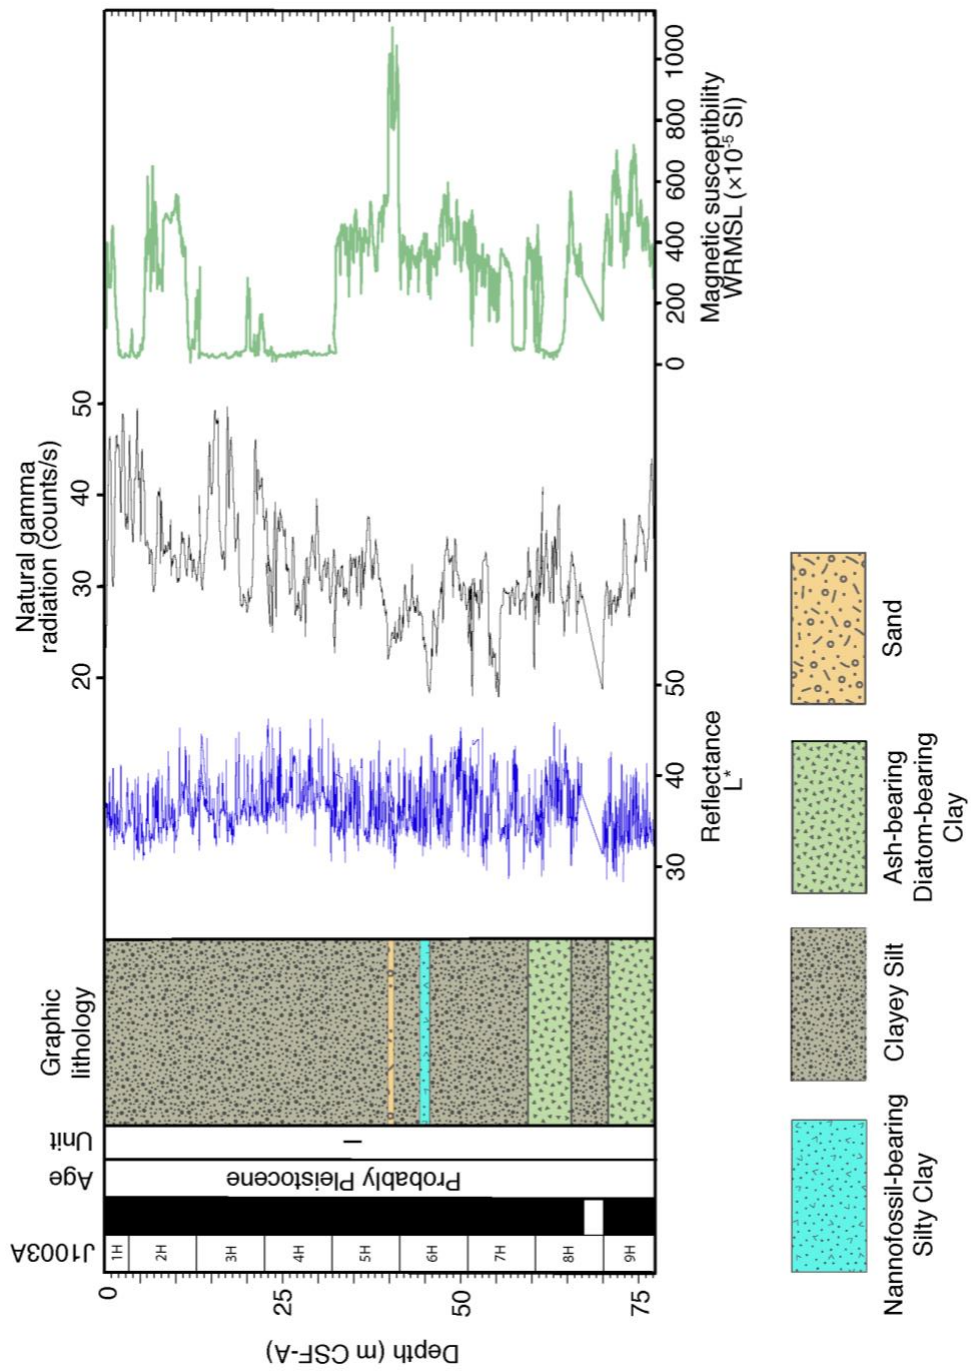 Natural gamma
radiation (counts/s)
20
30
40
50
Graphic
lithology
Unit
Age
J1003A
I
Probably Pleistocene
1H
2H
3H
4H
5H
6H
7H
8H
9H
0
25
50
75
Depth (m CSF-A)
30
40
50
Reflectance
L*
0
200
400
600
800
1000
Magnetic susceptibility
WRMSL (×10⁻⁵ SI)
Nannofossil-bearing
Silty Clay
Clayey Silt
Ash-bearing
Diatom-bearing
Clay
Sand